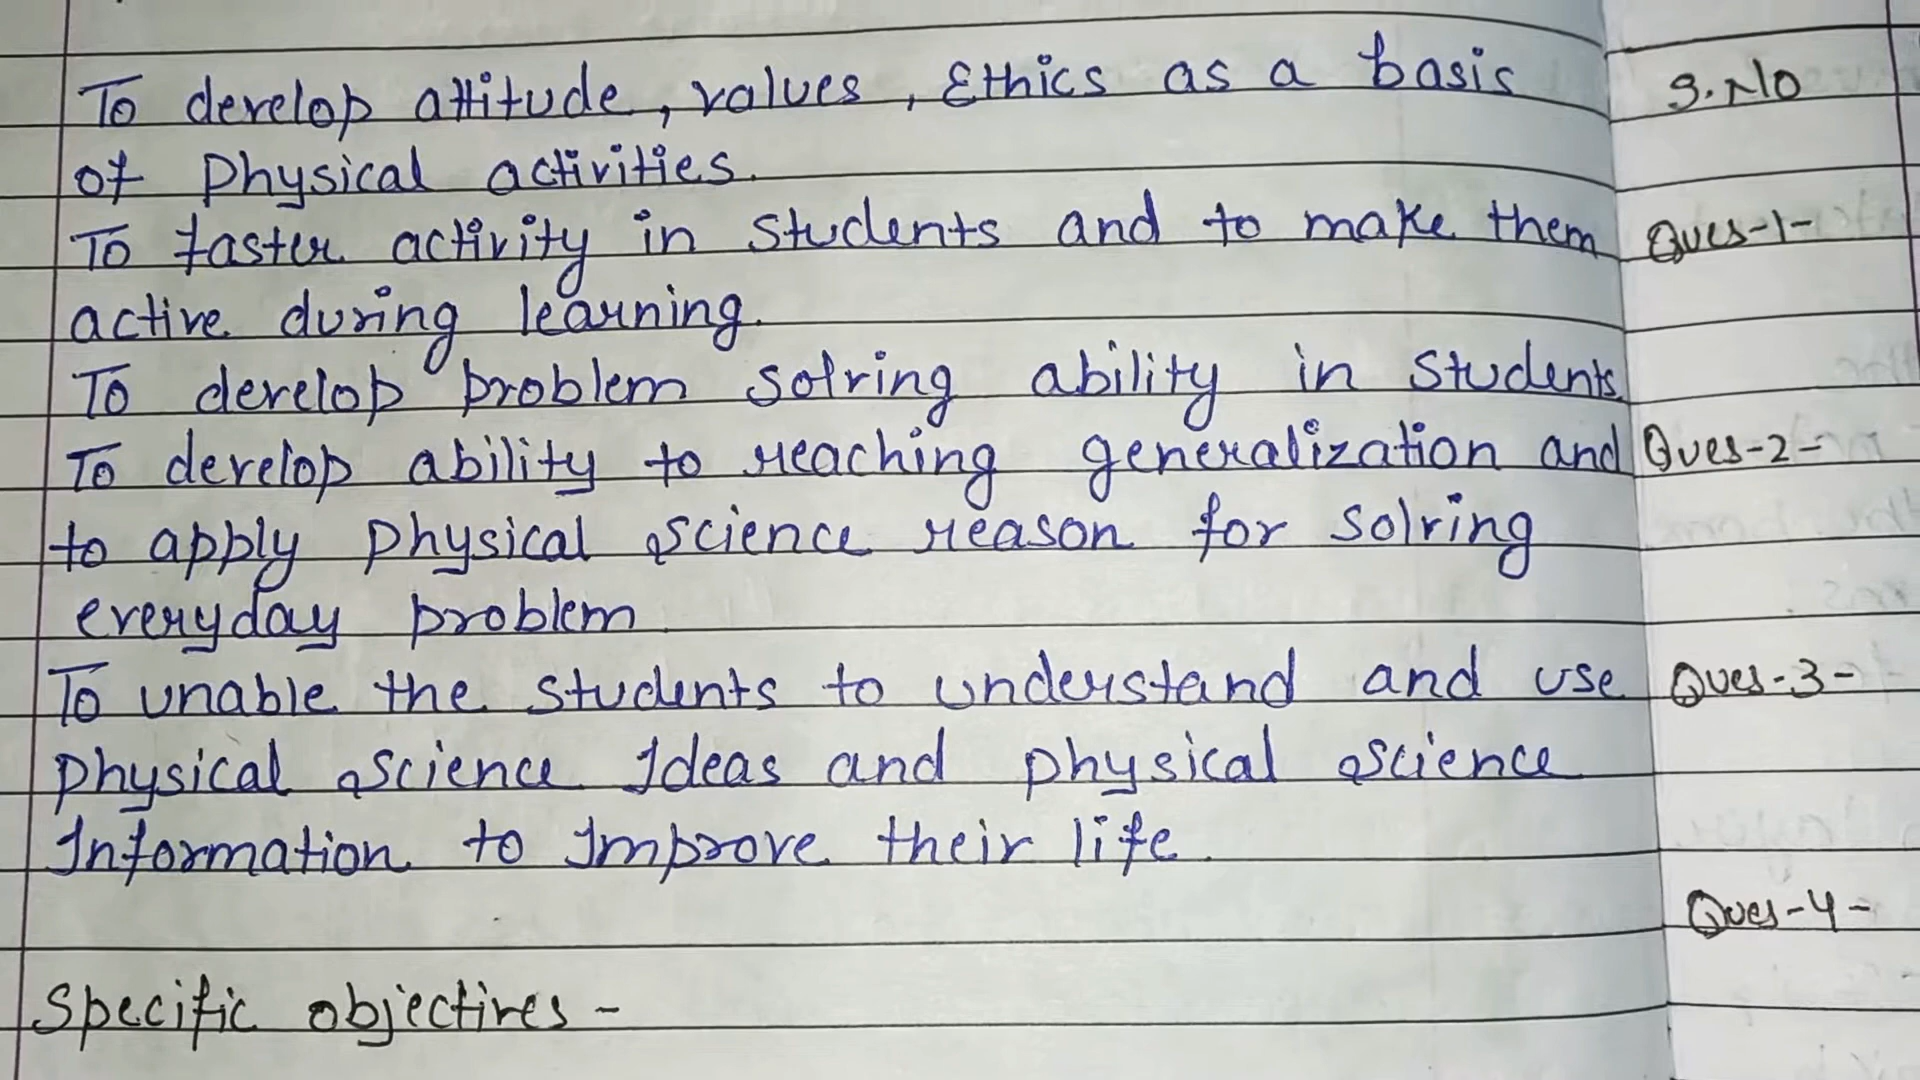 To develop attitude, values, Ethics as a basis
of Physical activities.
To faster activity in students and to make them
active during learning.
To develop problem solving ability in students
To develop ability to reaching generalization and
to apply physical science reason for solving
everyday problem
To unable the students to understand and use
physical science Ideas and physical science
Information to Improve their life.
Specific objectives -
S.No
Ques-1-
Ques-2-
Ques-3-
Ques-4-